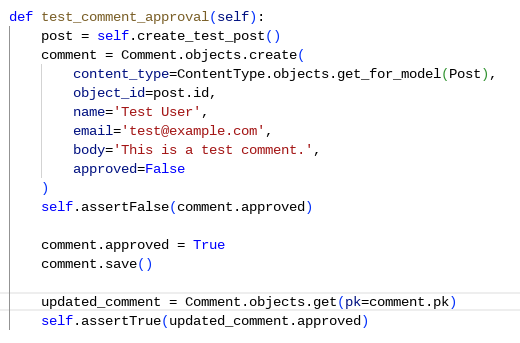 def test_comment_approval(self):
    post = self.create_test_post()
    comment = Comment.objects.create(
        content_type=ContentType.objects.get_for_model(Post),
        object_id=post.id,
        name='Test User',
        email='test@example.com',
        body='This is a test comment.',
        approved=False
    )
    self.assertFalse(comment.approved)

    comment.approved = True
    comment.save()

    updated_comment = Comment.objects.get(pk=comment.pk)
    self.assertTrue(updated_comment.approved)